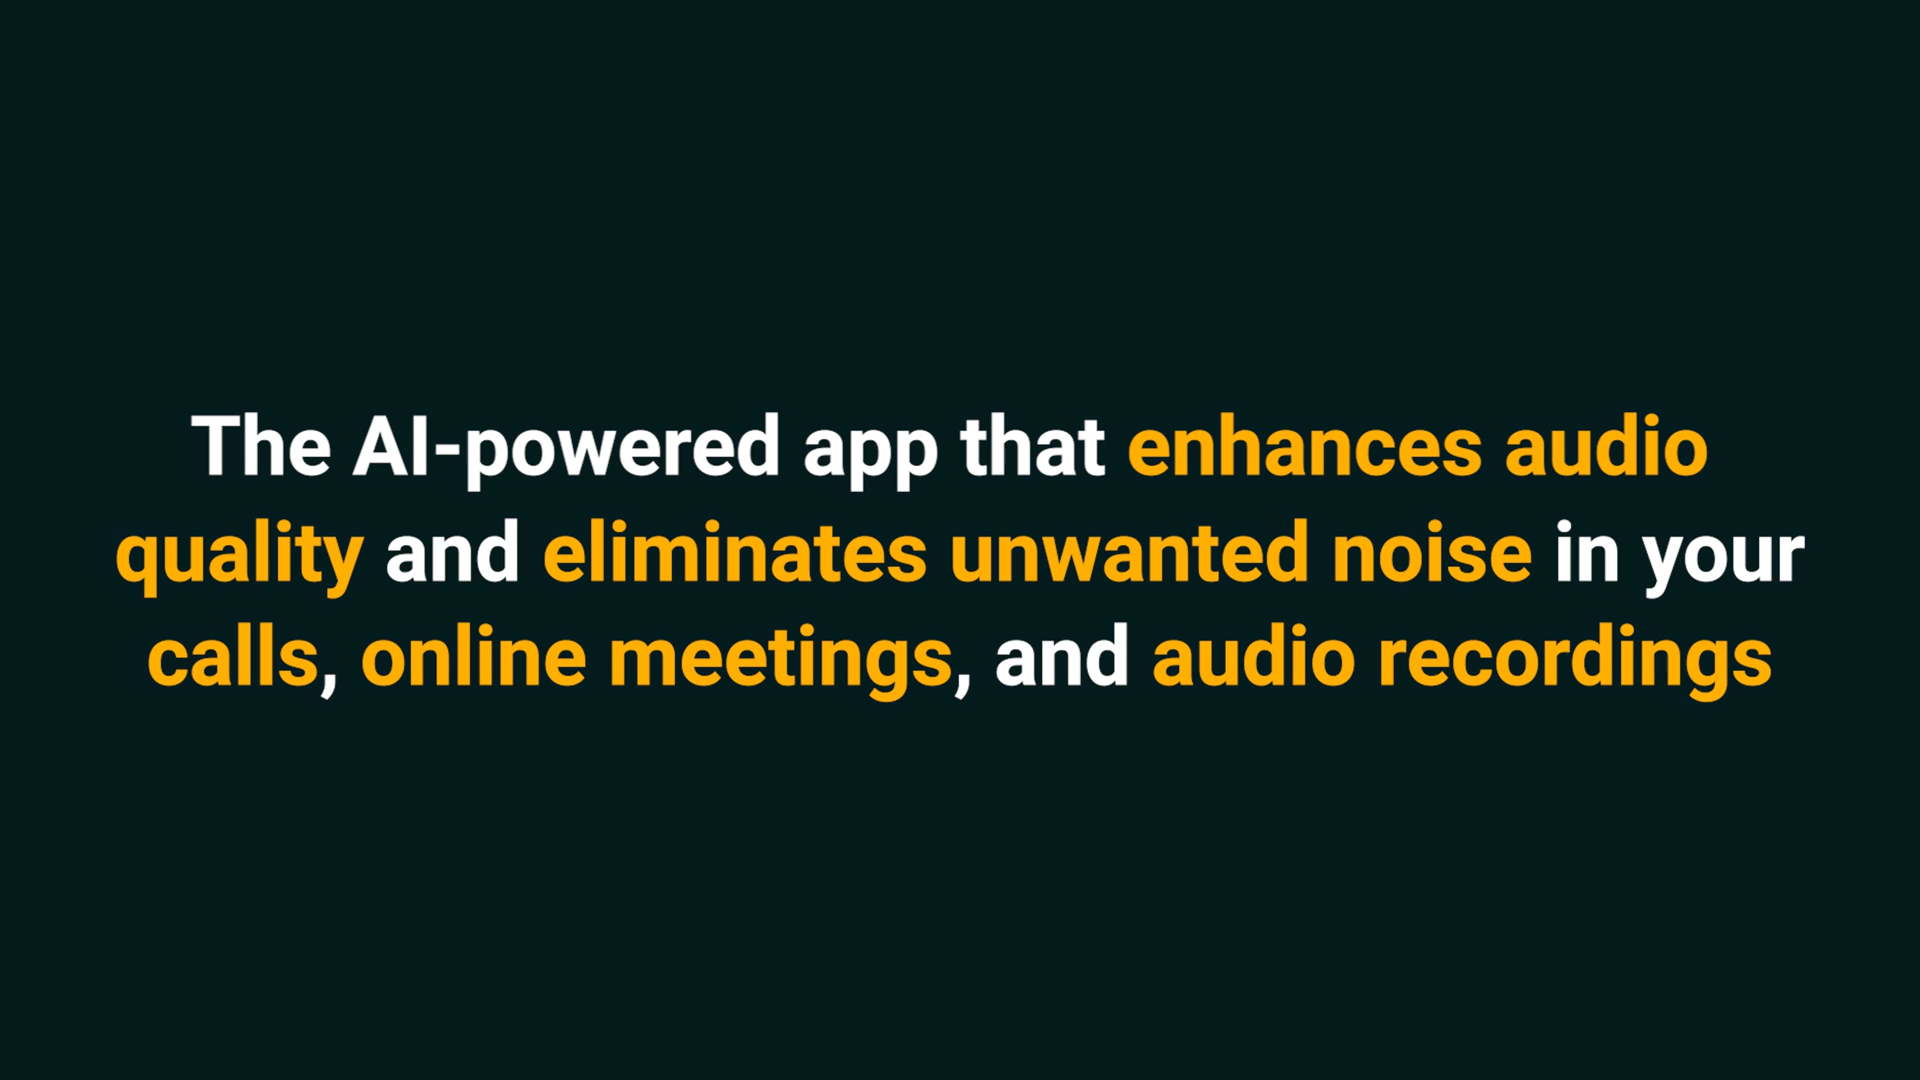 The AI-powered app that enhances audio
quality and eliminates unwanted noise in your
calls, online meetings, and audio recordings